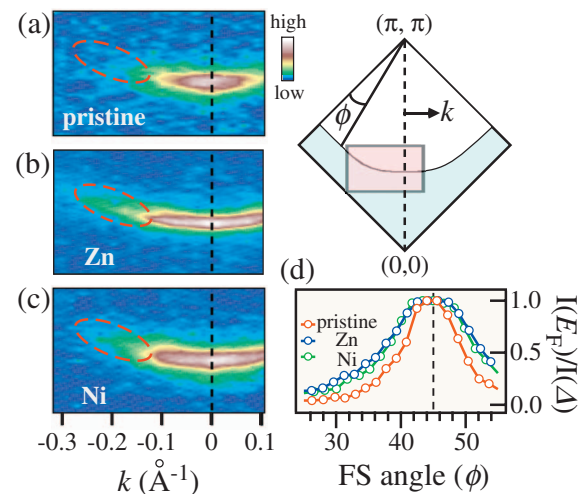 (a)
high
low
pristine
(π, π)
ϕ
k
(0,0)
(b)
Zn
(c)
Ni
-0.3 -0.2 -0.1 0 0.1
k (Å⁻¹)
(d)
pristine
Zn
Ni
1.0
0.5
0.0
I(E_F)/I(Δ)
30 40 50
FS angle (ϕ)